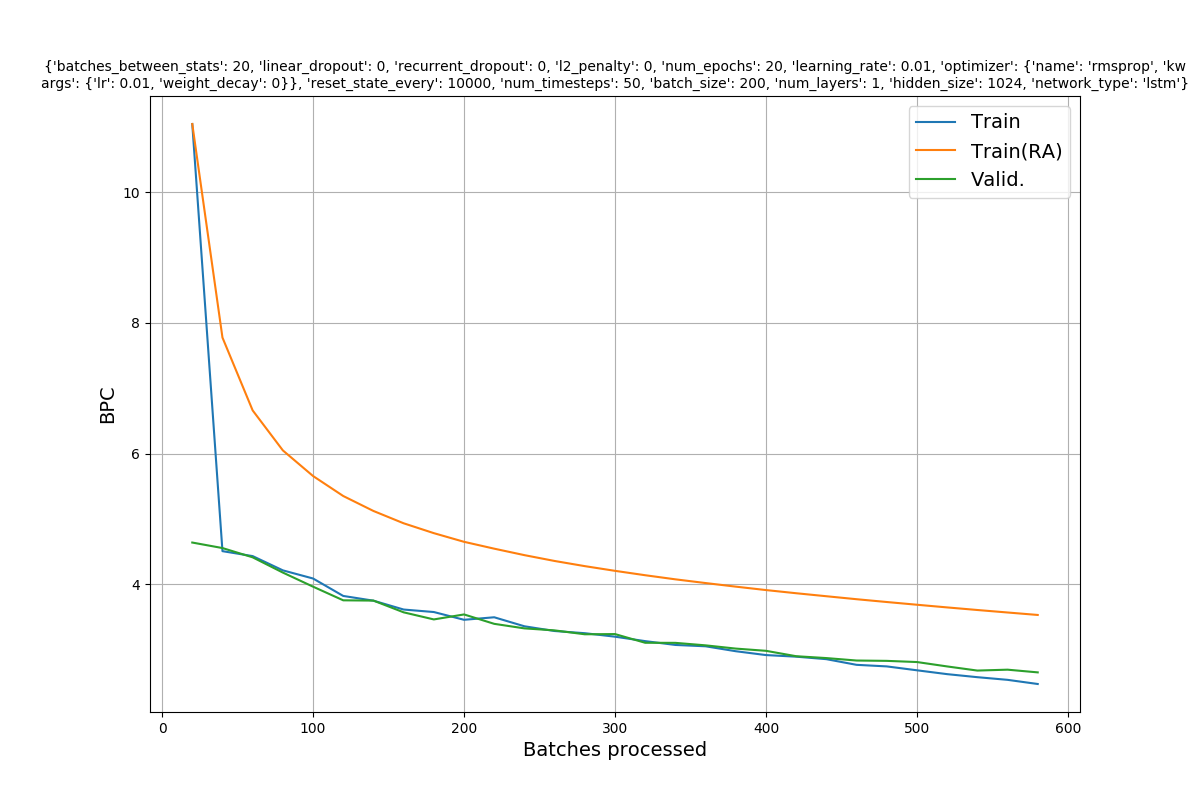 {'batches_between_stats': 20, 'linear_dropout': 0, 'recurrent_dropout': 0, 'l2_penalty': 0, 'num_epochs': 20, 'learning_rate': 0.01, 'optimizer': {'name': 'rmsprop', 'kw
args': {'lr': 0.01, 'weight_decay': 0}}, 'reset_state_every': 10000, 'num_timesteps': 50, 'batch_size': 200, 'num_layers': 1, 'hidden_size': 1024, 'network_type': 'lstm'}
Train
Train(RA)
Valid.
10
8
6
4
BPC
0 100 200 300 400 500 600
Batches processed